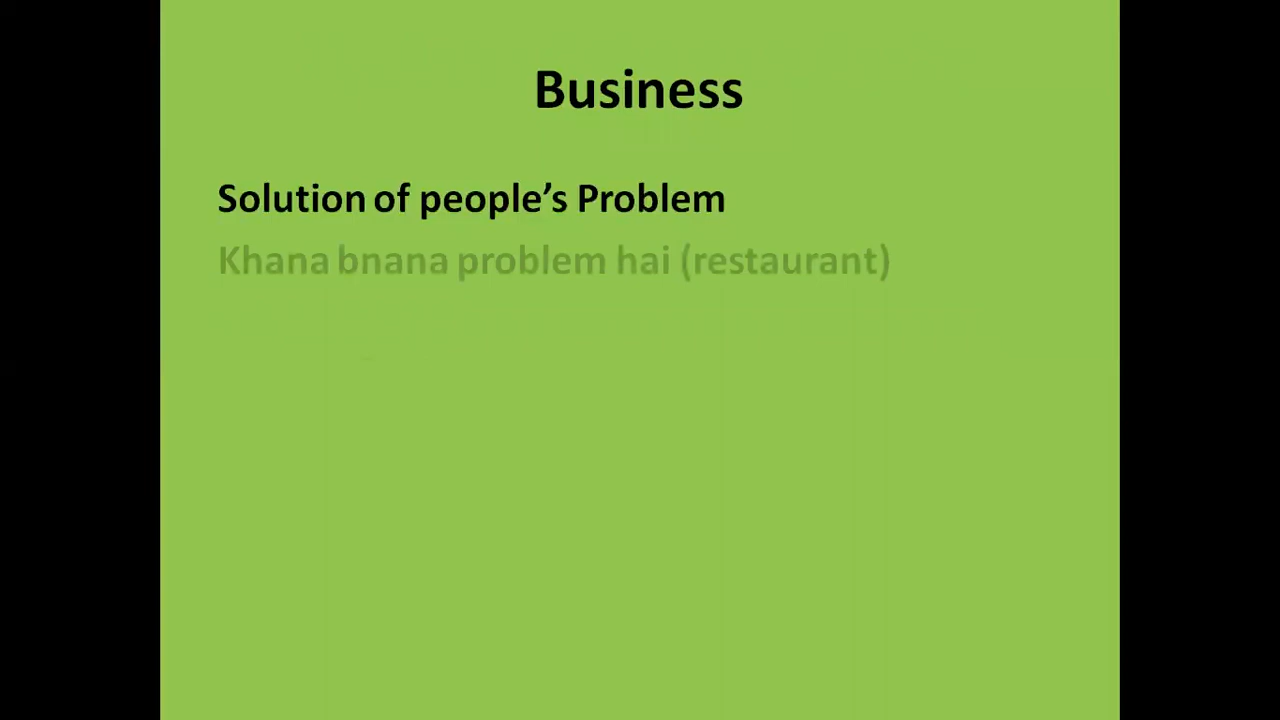 Business
Solution of people’s Problem
Khana bnana problem hai (restaurant)